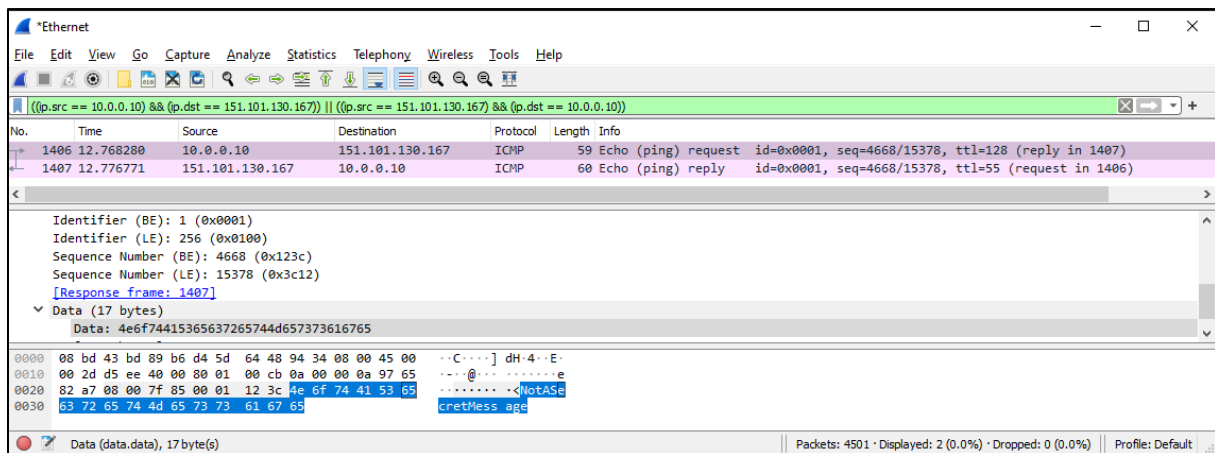 *Ethernet
File Edit View Go Capture Analyze Statistics Telephony Wireless Tools Help
((ip.src == 10.0.0.10) && (ip.dst == 151.101.130.167)) || ((ip.src == 151.101.130.167) && (ip.dst == 10.0.0.10))
No. Time Source Destination Protocol Length Info
1406 12.768280 10.0.0.10 151.101.130.167 ICMP 59 Echo (ping) request id=0x0001, seq=4668/15378, ttl=128 (reply in 1407)
1407 12.776771 151.101.130.167 10.0.0.10 ICMP 60 Echo (ping) reply id=0x0001, seq=4668/15378, ttl=55 (request in 1406)
Identifier (BE): 1 (0x0001)
Identifier (LE): 256 (0x0100)
Sequence Number (BE): 4668 (0x123c)
Sequence Number (LE): 15378 (0x3c12)
[Response frame: 1407]
Data (17 bytes)
Data: 4e6f74415365637265744d657373616765
0000 08 bd 43 bd 89 b6 d4 5d 64 48 94 34 08 00 45 00 ··C····] dH·4··E·
0010 00 2d d5 ee 40 00 80 01 00 cb 0a 00 00 0a 97 65 ·-··@··· ·······e
0020 82 a7 08 00 7f 85 00 01 12 3c 4e 6f 74 41 53 65 ········ ·<NotASe
0030 63 72 65 74 4d 65 73 73 61 67 65 cretMess age
Data (data.data), 17 byte(s) Packets: 4501 · Displayed: 2 (0.0%) · Dropped: 0 (0.0%) Profile: Default